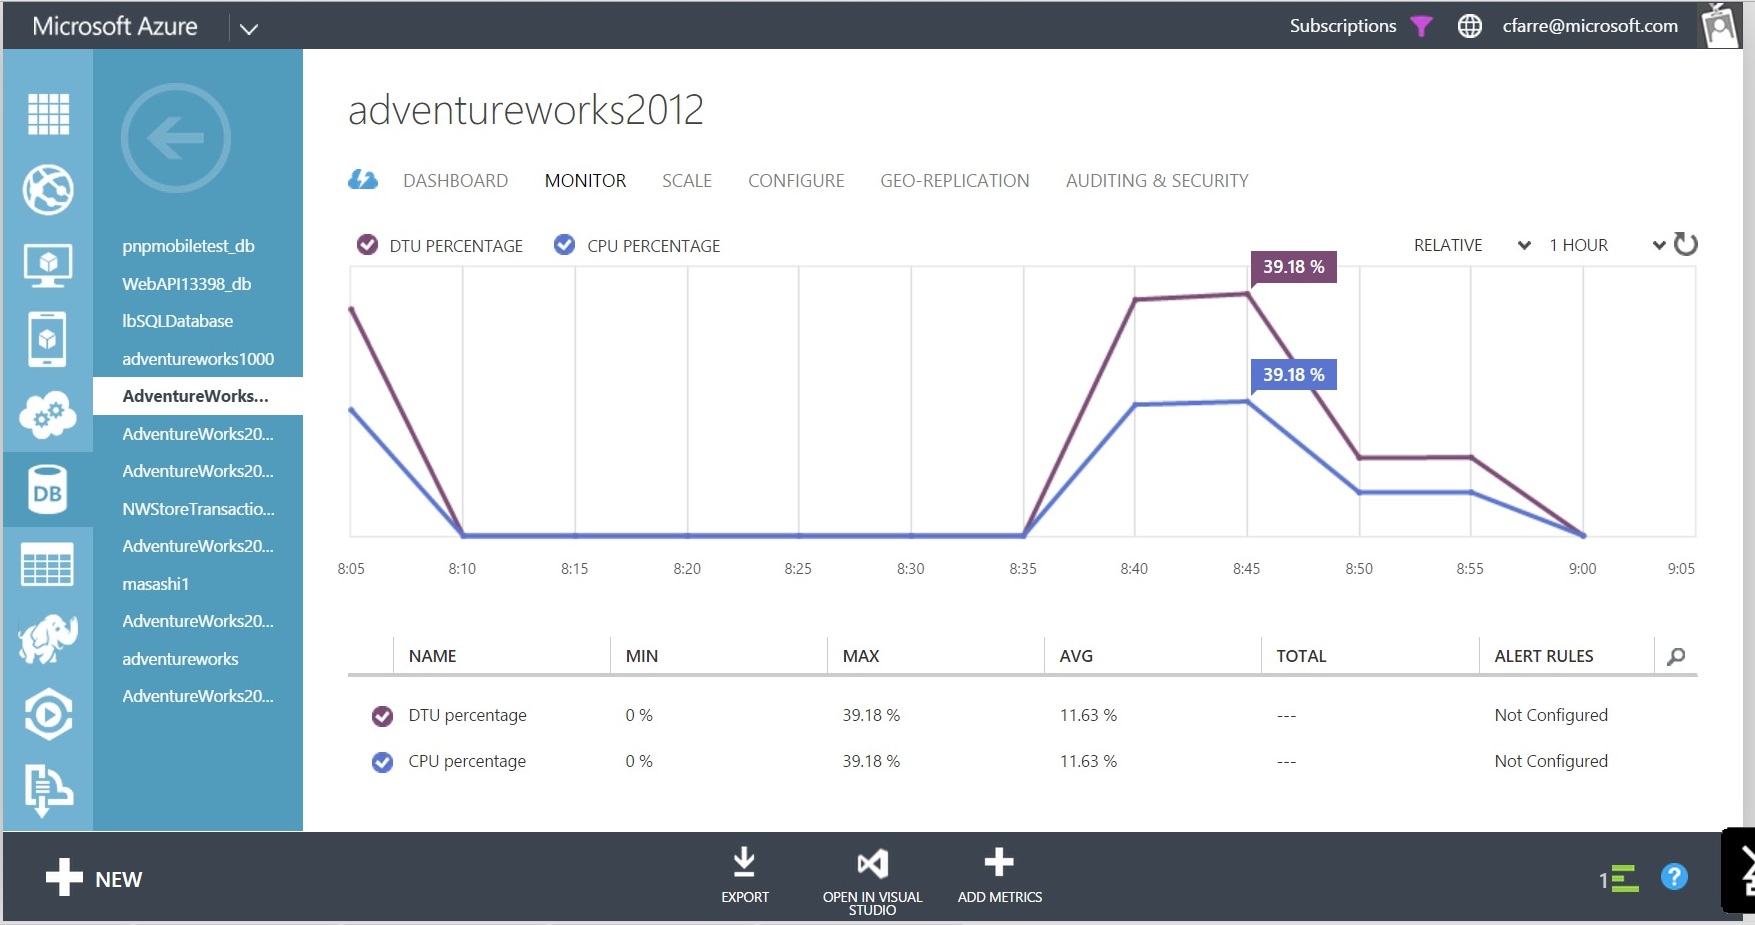 Microsoft Azure
Subscriptions
cfarre@microsoft.com
pnpmobiletest_db
WebAPI13398_db
lbSQLDatabase
adventureworks1000
AdventureWorks...
AdventureWorks20...
AdventureWorks20...
NWStoreTransactio...
AdventureWorks20...
masashi1
AdventureWorks20...
adventureworks
AdventureWorks20...
DB
adventureworks2012
DASHBOARD MONITOR SCALE CONFIGURE GEO-REPLICATION AUDITING & SECURITY
DTU PERCENTAGE CPU PERCENTAGE RELATIVE 1 HOUR
39.18 %
39.18 %
8:05 8:10 8:15 8:20 8:25 8:30 8:35 8:40 8:45 8:50 8:55 9:00 9:05
NAME MIN MAX AVG TOTAL ALERT RULES
DTU percentage 0 % 39.18 % 11.63 % --- Not Configured
CPU percentage 0 % 39.18 % 11.63 % --- Not Configured
NEW
EXPORT
OPEN IN VISUAL
STUDIO
ADD METRICS
1
?